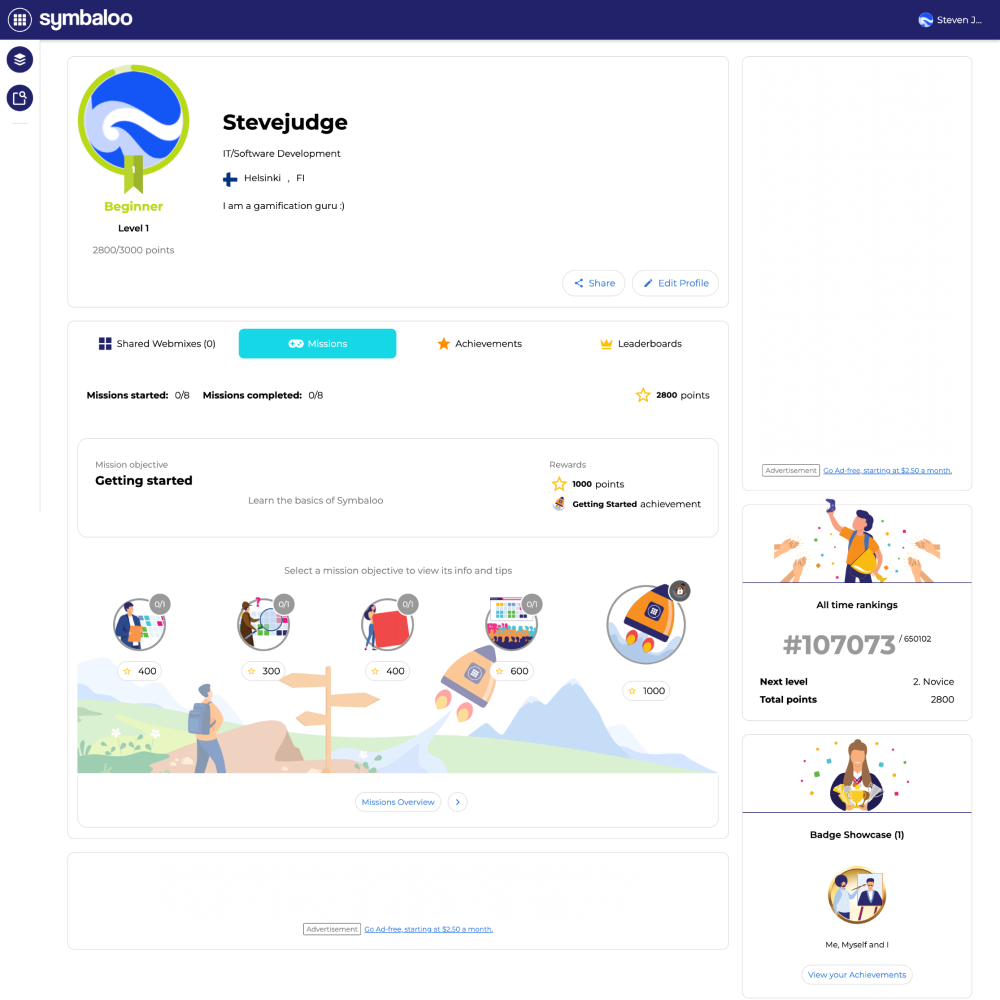 symbaloo
Steven J...
Stevejudge
IT/Software Development
Helsinki , FI
I am a gamification guru :)
Beginner
Level 1
2800/3000 points
Share
Edit Profile
Shared Webmixes (0)
Missions
Achievements
Leaderboards
Missions started: 0/8 Missions completed: 0/8
2800 points
Mission objective
Getting started
Learn the basics of Symbaloo
Rewards
1000 points
Getting Started achievement
Select a mission objective to view its info and tips
0/1
0/1
0/1
0/1
400
300
400
600
1000
Missions Overview
Advertisement Go Ad-free, starting at $2.50 a month.
Advertisement Go Ad-free, starting at $2.50 a month.
All time rankings
#107073 / 650102
Next level 2. Novice
Total points 2800
Badge Showcase (1)
Me, Myself and I
View your Achievements